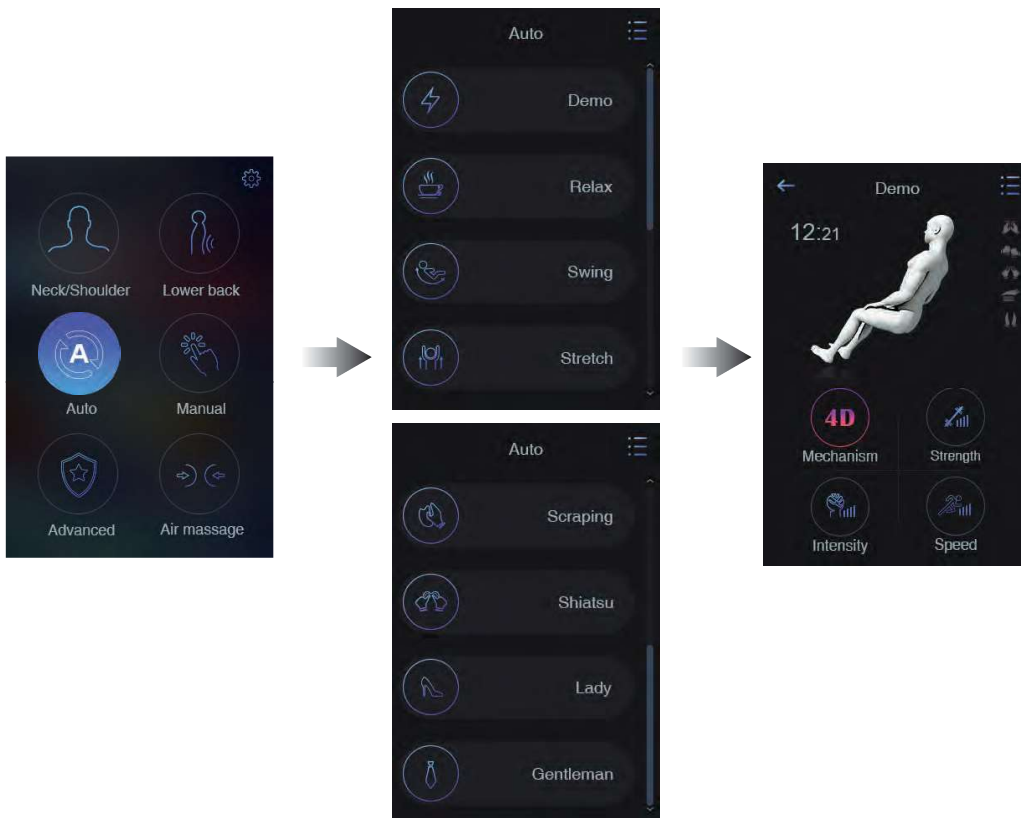 Neck/Shoulder
Lower back
A
Auto
Manual
Advanced
Air massage
Auto
Demo
Relax
Swing
Stretch
Auto
Scraping
Shiatsu
Lady
Gentleman
Demo
12:21
4D
Mechanism
Strength
Intensity
Speed